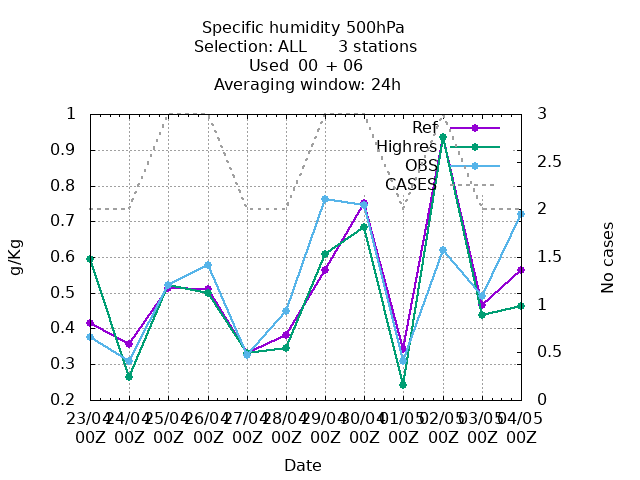 Specific humidity 500hPa
Selection: ALL 3 stations
Used 00 + 06
Averaging window: 24h
1
0.9
0.8
0.7
0.6
0.5
0.4
0.3
0.2
g/Kg
3
2.5
2
1.5
1
0.5
0
No cases
Ref
Highres
OBS
CASES
23/04 24/04 25/04 26/04 27/04 28/04 29/04 30/04 01/05 02/05 03/05 04/05
00Z 00Z 00Z 00Z 00Z 00Z 00Z 00Z 00Z 00Z 00Z 00Z
Date